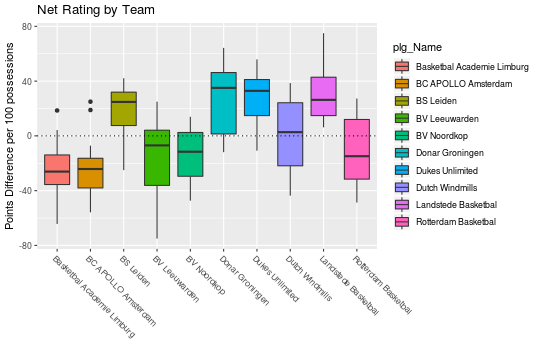 Net Rating by Team
Points Difference per 100 possessions
80
40
0
-40
-80
Basketbal Academie Limburg
BC APOLLO Amsterdam
BS Leiden
BV Leeuwarden
BV Noordkop
Donar Groningen
Dukes Unlimited
Dutch Windmills
Landstede Basketbal
Rotterdam Basketbal
plg_Name
Basketbal Academie Limburg
BC APOLLO Amsterdam
BS Leiden
BV Leeuwarden
BV Noordkop
Donar Groningen
Dukes Unlimited
Dutch Windmills
Landstede Basketbal
Rotterdam Basketbal